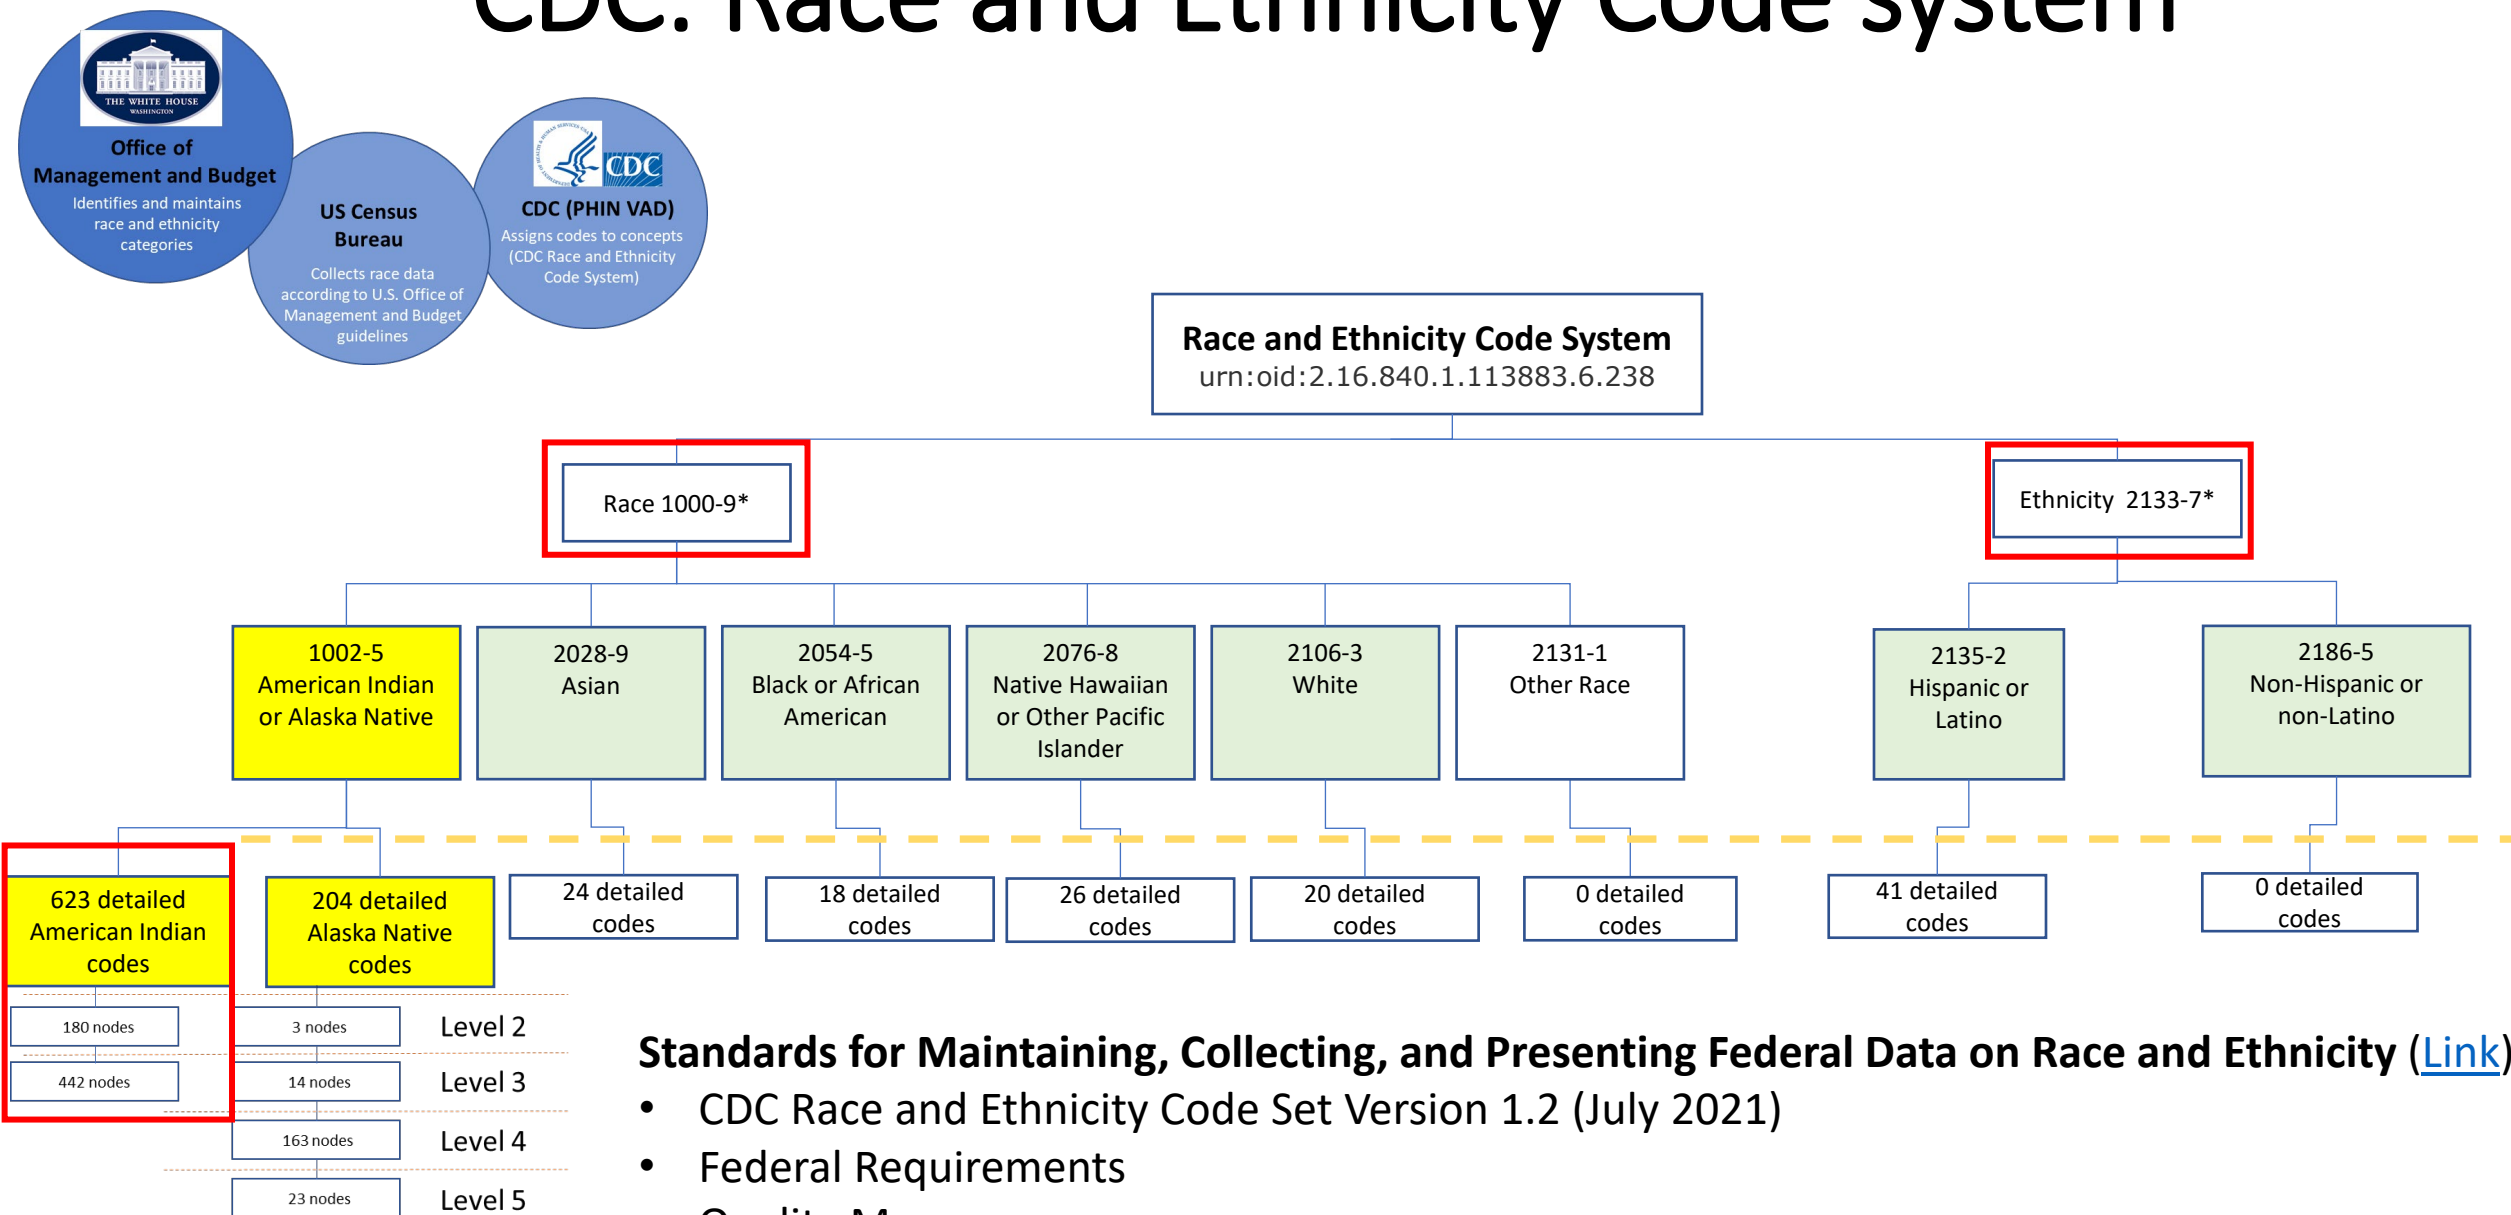 CDC: Race and Ethnicity Code system
THE WHITE HOUSE
WASHINGTON
Office of
Management and Budget
Identifies and maintains
race and ethnicity
categories
US Census
Bureau
Collects race data
according to U.S. Office of
Management and Budget
guidelines
CDC
CDC (PHIN VAD)
Assigns codes to concepts
(CDC Race and Ethnicity
Code System)
Race and Ethnicity Code System
urn:oid:2.16.840.1.113883.6.238
Race 1000-9*
Ethnicity 2133-7*
1002-5
American Indian
or Alaska Native
2028-9
Asian
2054-5
Black or African
American
2076-8
Native Hawaiian
or Other Pacific
Islander
2106-3
White
2131-1
Other Race
2135-2
Hispanic or
Latino
2186-5
Non-Hispanic or
non-Latino
623 detailed
American Indian
codes
204 detailed
Alaska Native
codes
24 detailed
codes
18 detailed
codes
26 detailed
codes
20 detailed
codes
0 detailed
codes
41 detailed
codes
0 detailed
codes
180 nodes
3 nodes
Level 2
442 nodes
14 nodes
Level 3
163 nodes
Level 4
23 nodes
Level 5
Standards for Maintaining, Collecting, and Presenting Federal Data on Race and Ethnicity (Link)
• CDC Race and Ethnicity Code Set Version 1.2 (July 2021)
• Federal Requirements